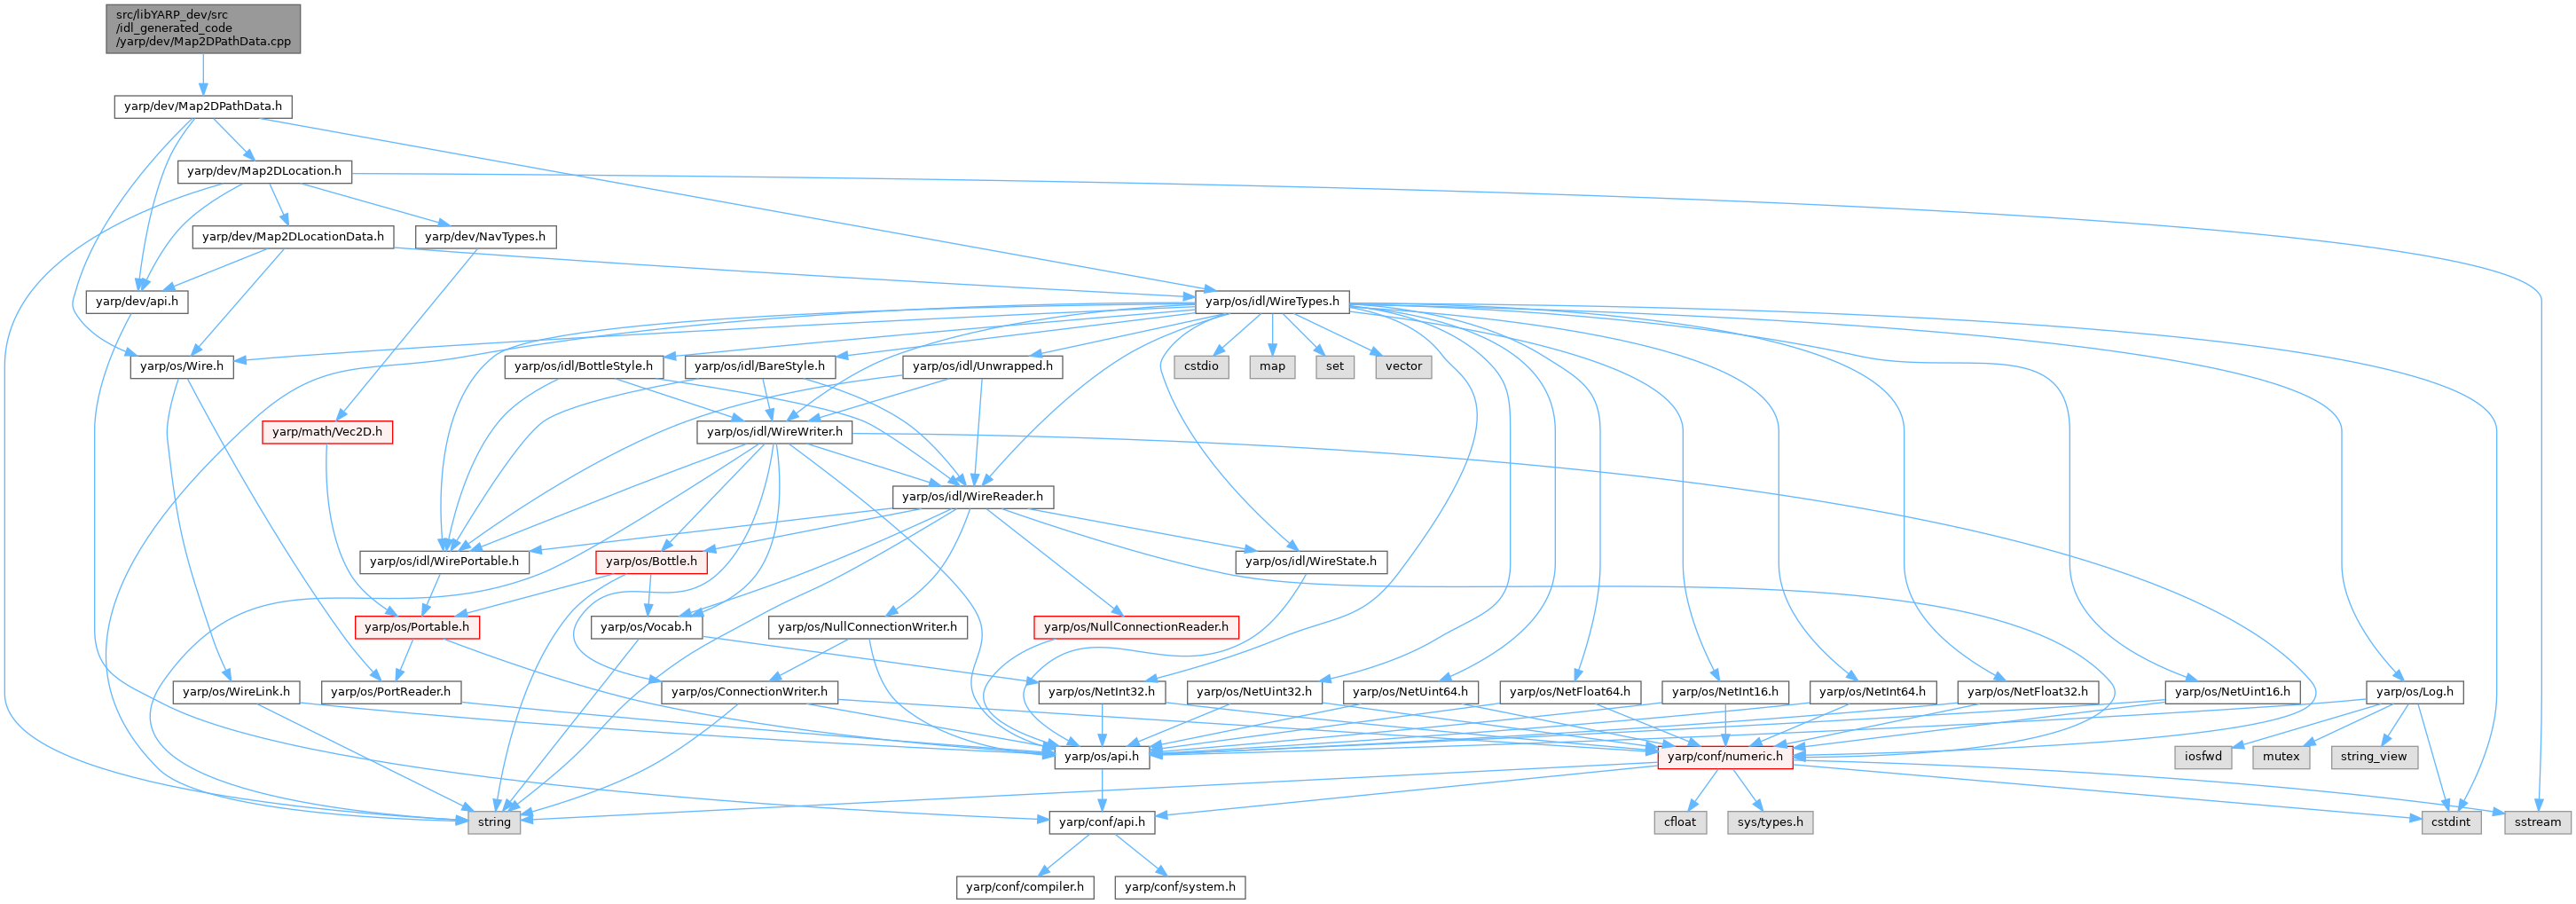 src/libYARP_dev/src
/idl_generated_code
/yarp/dev/Map2DPathData.cpp
yarp/dev/Map2DPathData.h
yarp/dev/Map2DLocation.h
yarp/dev/Map2DLocationData.h
yarp/dev/NavTypes.h
yarp/dev/api.h
yarp/os/idl/WireTypes.h
yarp/os/Wire.h
yarp/os/idl/BottleStyle.h
yarp/os/idl/BareStyle.h
yarp/os/idl/Unwrapped.h
cstdio
map
set
vector
yarp/math/Vec2D.h
yarp/os/idl/WireWriter.h
yarp/os/idl/WireReader.h
yarp/os/idl/WirePortable.h
yarp/os/Bottle.h
yarp/os/idl/WireState.h
yarp/os/Portable.h
yarp/os/Vocab.h
yarp/os/NullConnectionWriter.h
yarp/os/NullConnectionReader.h
yarp/os/WireLink.h
yarp/os/PortReader.h
yarp/os/ConnectionWriter.h
yarp/os/NetInt32.h
yarp/os/NetUint32.h
yarp/os/NetUint64.h
yarp/os/NetFloat64.h
yarp/os/NetInt16.h
yarp/os/NetInt64.h
yarp/os/NetFloat32.h
yarp/os/NetUint16.h
yarp/os/Log.h
yarp/os/api.h
yarp/conf/numeric.h
iosfwd
mutex
string_view
string
yarp/conf/api.h
cfloat
sys/types.h
cstdint
sstream
yarp/conf/compiler.h
yarp/conf/system.h